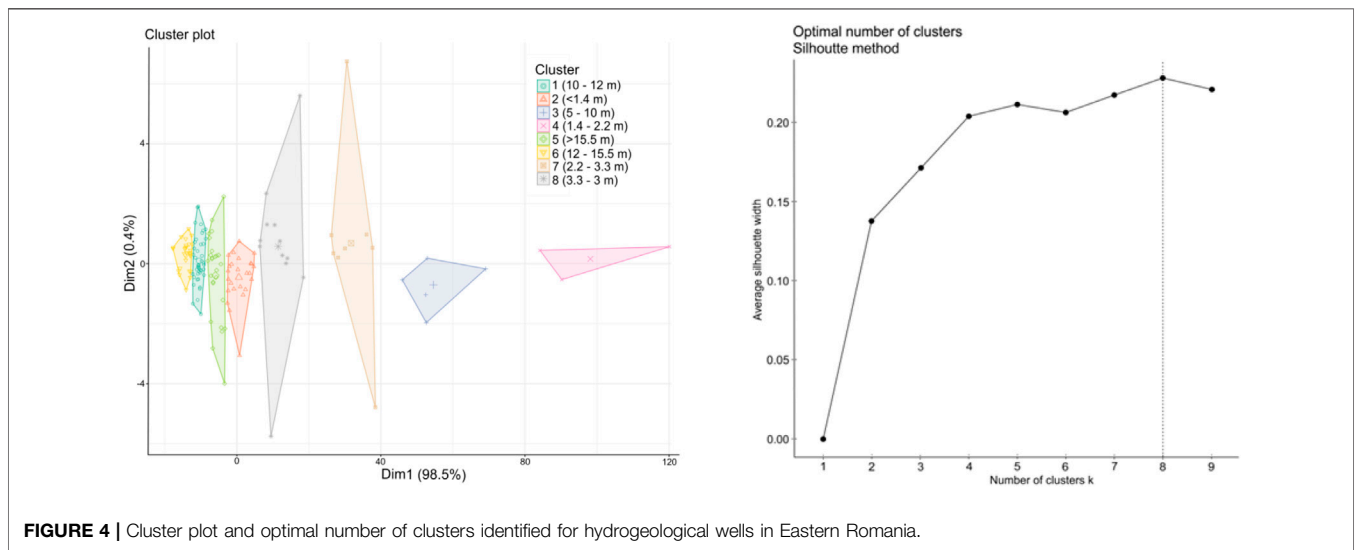 Cluster plot
4
0
-4
Dim2 (0.4%)
0
40
80
120
Dim1 (98.5%)
Cluster
1 (10 - 12 m)
2 (<1.4 m)
3 (5 - 10 m)
4 (1.4 - 2.2 m)
5 (>15.5 m)
6 (12 - 15.5 m)
7 (2.2 - 3.3 m)
8 (3.3 - 3 m)
Optimal number of clusters
Silhoutte method
0.20
0.15
0.10
0.05
0.00
Average silhouette width
1 2 3 4 5 6 7 8 9
Number of clusters k
FIGURE 4 | Cluster plot and optimal number of clusters identified for hydrogeological wells in Eastern Romania.